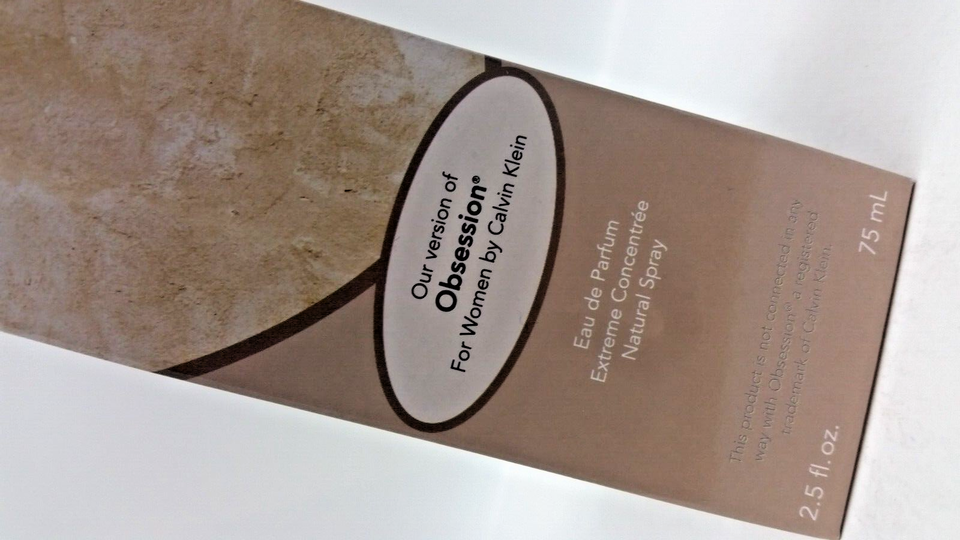 Our version of
Obsession®
For Women by Calvin Klein
Eau de Parfum
Extreme Concentrée
Natural Spray
This product is not connected in any
way with Obsession® a registered
trademark of Calvin Klein.
2.5 fl. oz. 75 mL